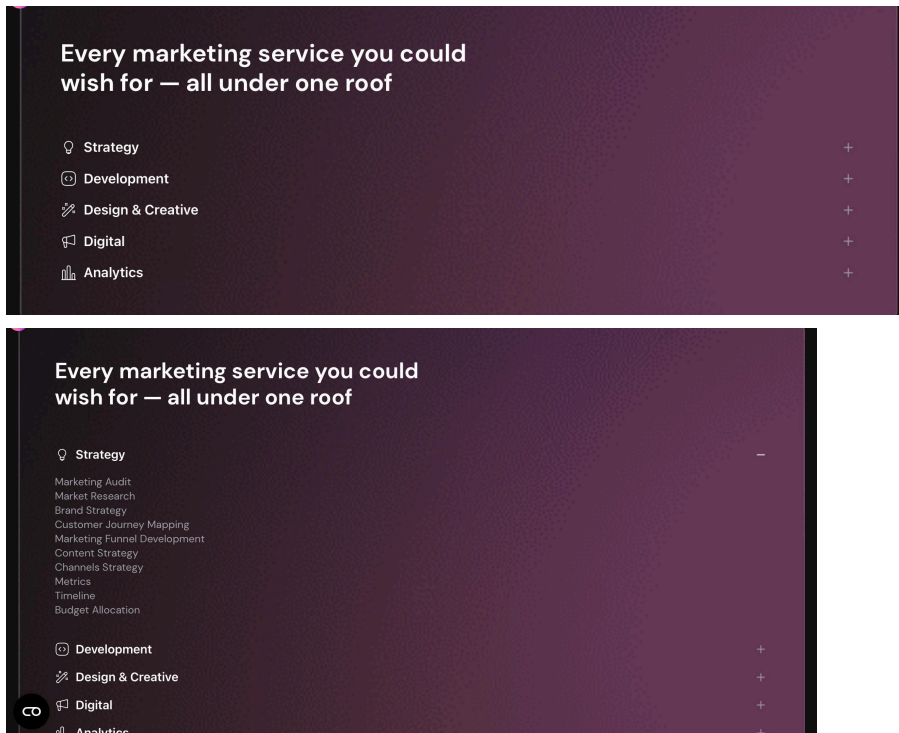 Every marketing service you could
wish for — all under one roof
Strategy
Development
Design & Creative
Digital
Analytics
Every marketing service you could
wish for — all under one roof
Strategy
Marketing Audit
Market Research
Brand Strategy
Customer Journey Mapping
Marketing Funnel Development
Content Strategy
Channels Strategy
Metrics
Timeline
Budget Allocation
Development
Design & Creative
Digital
Analytics